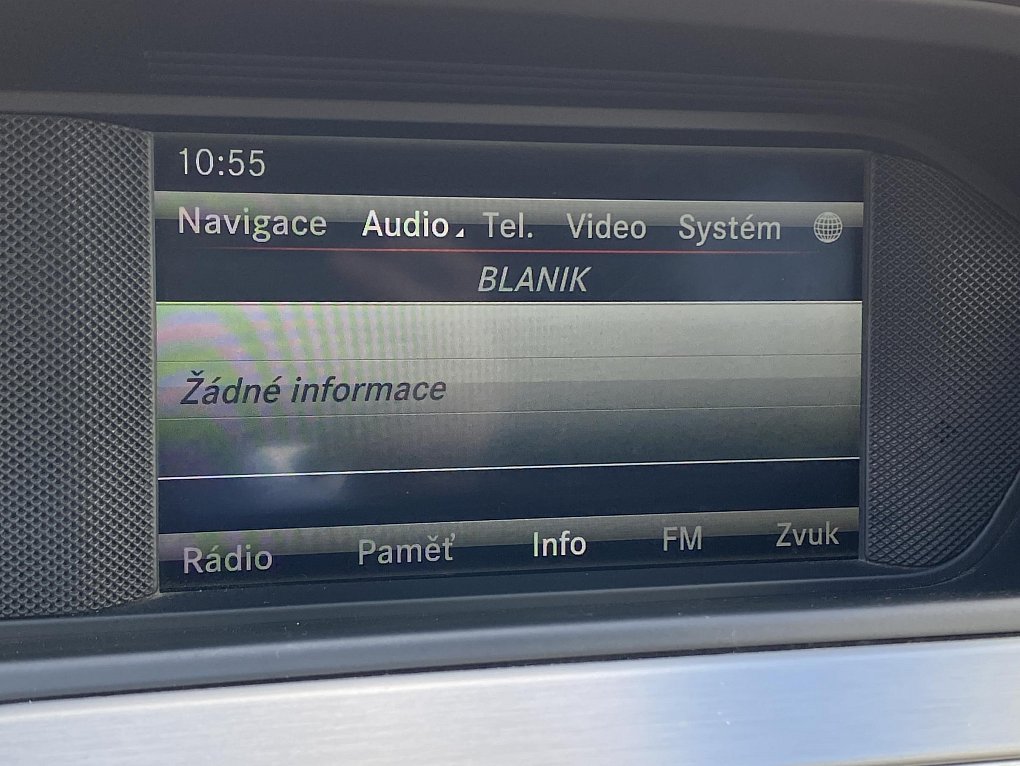 10:55
Navigace Audio Tel. Video Systém
BLANIK
Žádné informace
Rádio Paměť Info FM Zvuk